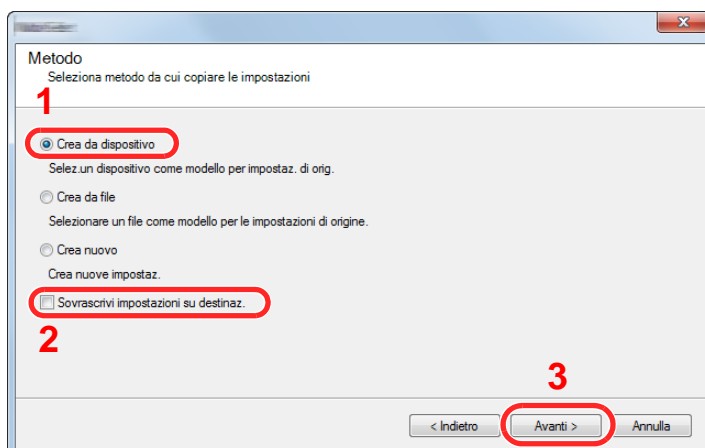 Metodo
Seleziona metodo da cui copiare le impostazioni
1
Crea da dispositivo
Selez.un dispositivo come modello per impostaz. di orig.
Crea da file
Selezionare un file come modello per le impostazioni di origine.
Crea nuovo
Crea nuove impostaz.
Sovrascrivi impostazioni su destinaz.
2
3
< Indietro Avanti > Annulla